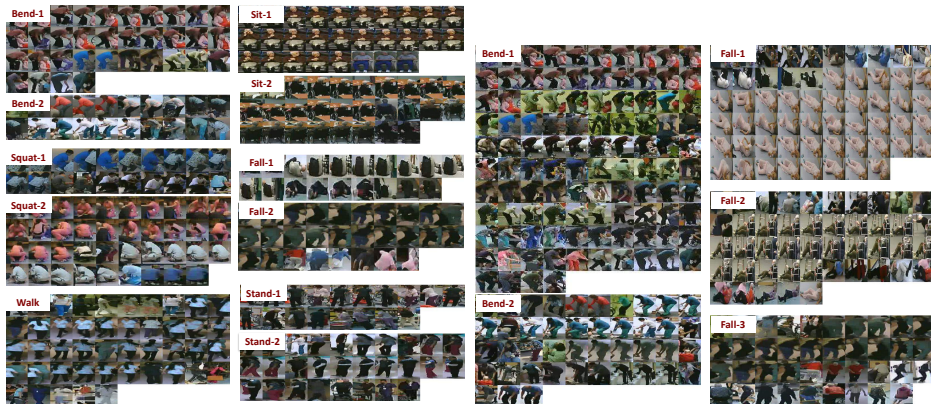 Bend-1
Bend-2
Squat-1
Squat-2
Walk
Sit-1
Sit-2
Fall-1
Fall-2
Stand-1
Stand-2
Bend-1
Bend-2
Fall-1
Fall-2
Fall-3